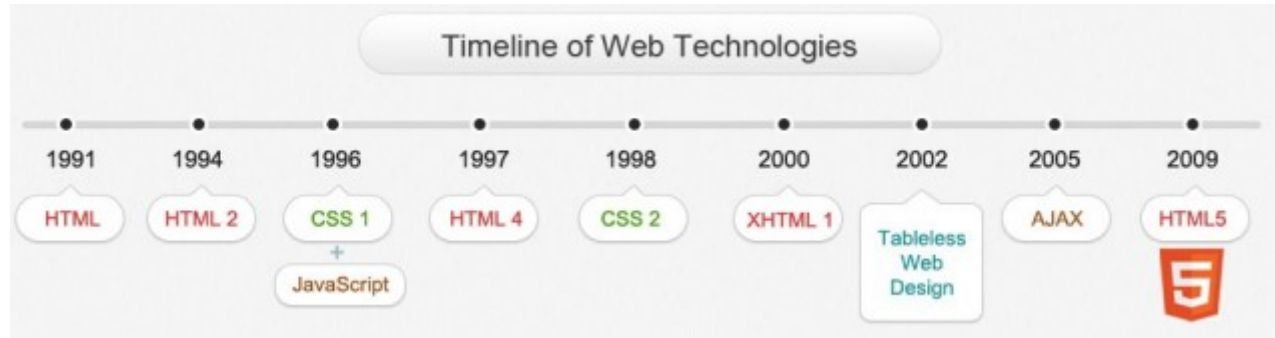 Timeline of Web Technologies
1991 1994 1996 1997 1998 2000 2002 2005 2009
HTML HTML 2 CSS 1 HTML 4 CSS 2 XHTML 1 Tableless Web Design AJAX HTML5
+
JavaScript
5